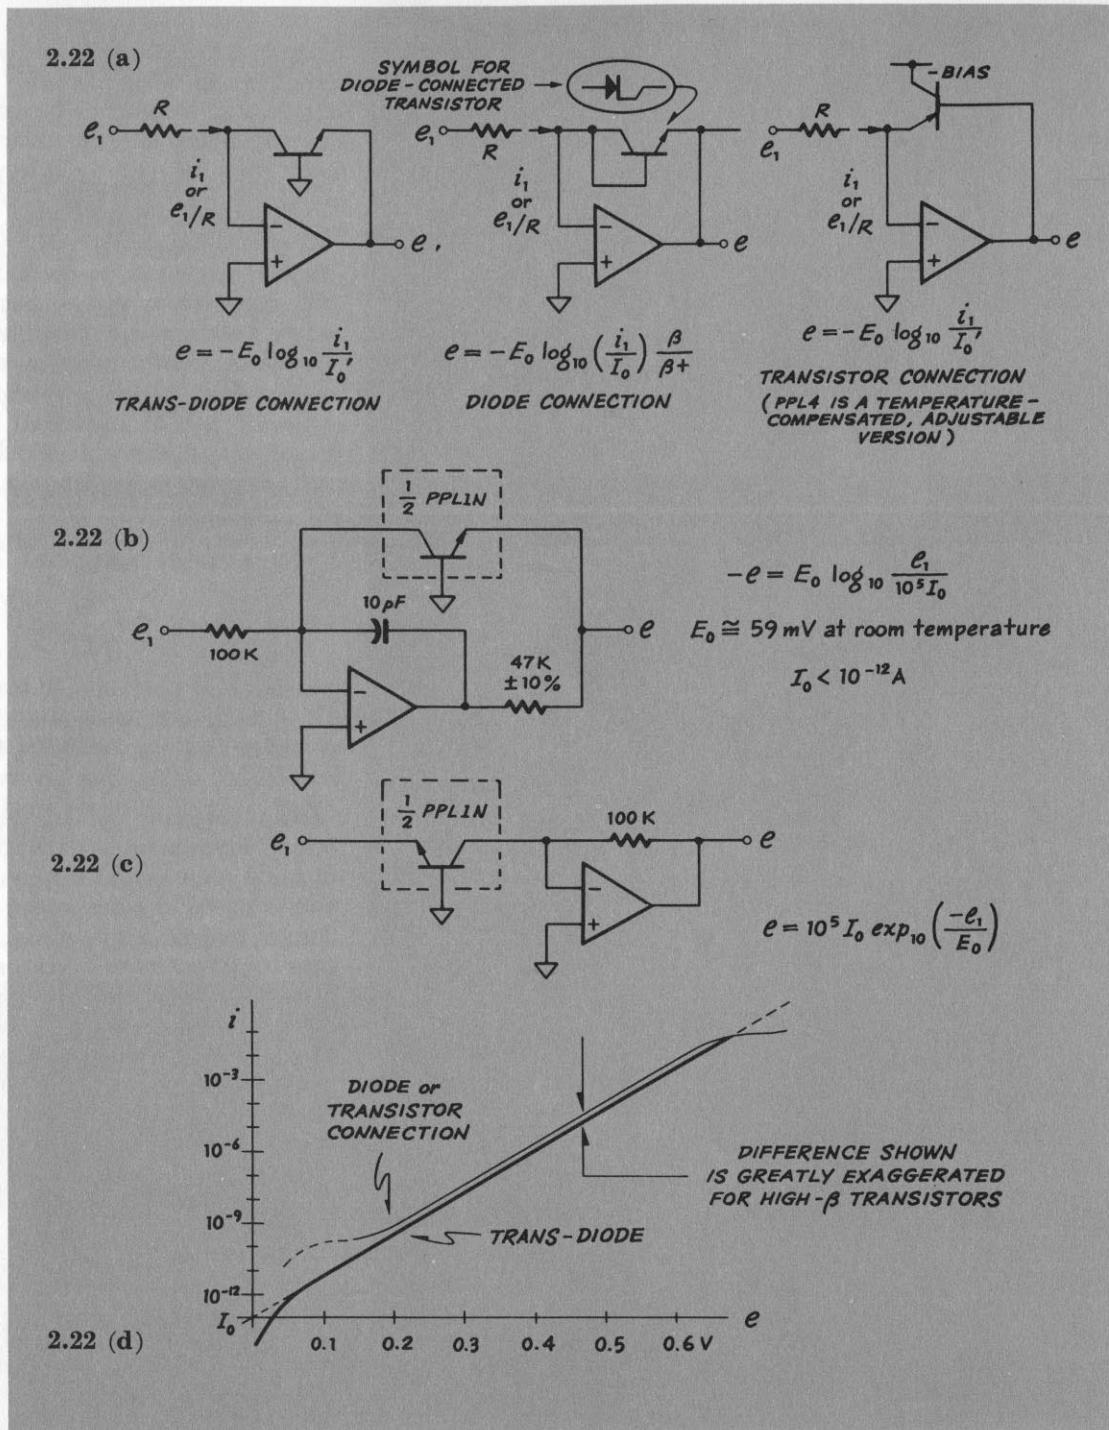 2.22 (a)
SYMBOL FOR
DIODE-CONNECTED
TRANSISTOR
-BIAS
e₁
R
i₁
or
e₁/R
-
+
e
e₁
R
i₁
or
e₁/R
-
+
e
e₁
R
i₁
or
e₁/R
-
+
e
e = -E₀ log₁₀ i₁/I₀'
TRANS-DIODE CONNECTION
e = -E₀ log₁₀ (i₁/I₀) β/β+
DIODE CONNECTION
e = -E₀ log₁₀ i₁/I₀'
TRANSISTOR CONNECTION
(PPL4 IS A TEMPERATURE-
COMPENSATED, ADJUSTABLE
VERSION)
2.22 (b)
1/2 PPL1N
10pF
e₁
100K
47K
±10%
-
+
e
-e = E₀ log₁₀ e₁/10⁵I₀
E₀ ≅ 59 mV at room temperature
I₀ < 10⁻¹²A
2.22 (c)
1/2 PPL1N
e₁
100K
-
+
e
e = 10⁵ I₀ exp₁₀ (-e₁/E₀)
i
10⁻³
10⁻⁶
10⁻⁹
10⁻¹²
I₀
DIODE or
TRANSISTOR
CONNECTION
TRANS-DIODE
DIFFERENCE SHOWN
IS GREATLY EXAGGERATED
FOR HIGH-β TRANSISTORS
e
0.1 0.2 0.3 0.4 0.5 0.6 V
2.22 (d)